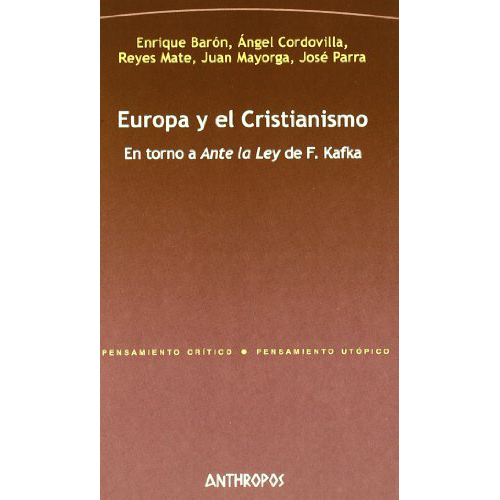 Enrique Barón, Ángel Cordovilla,
Reyes Mate, Juan Mayorga, José Parra
Europa y el Cristianismo
En torno a Ante la Ley de F. Kafka
PENSAMIENTO CRÍTICO ● PENSAMIENTO UTÓPICO
ANTHROPOS